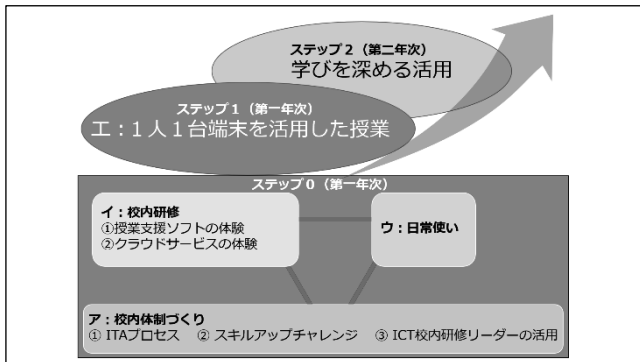 ステップ２（第二年次）
学びを深める活用
ステップ１（第一年次）
エ：１人１台端末を活用した授業
ステップ０（第一年次）
イ：校内研修
①授業支援ソフトの体験
②クラウドサービスの体験
ウ：日常使い
ア：校内体制づくり
① ITAプロセス　② スキルアップチャレンジ　③ ICT校内研修リーダーの活用